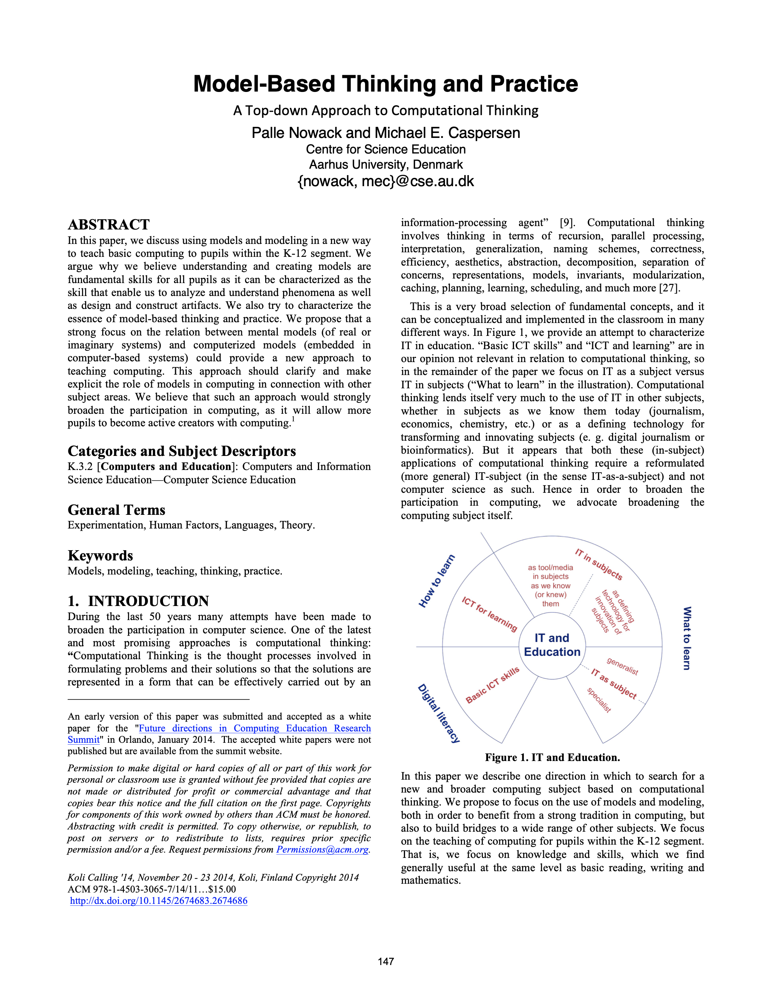 Model-Based Thinking and Practice
A Top-down Approach to Computational Thinking
Palle Nowack and Michael E. Caspersen
Centre for Science Education
Aarhus University, Denmark
{nowack, mec}@cse.au.dk
ABSTRACT
In this paper, we discuss using models and modeling in a new way
to teach basic computing to pupils within the K-12 segment. We
argue why we believe understanding and creating models are
fundamental skills for all pupils as it can be characterized as the
skill that enable us to analyze and understand phenomena as well
as design and construct artifacts. We also try to characterize the
essence of model-based thinking and practice. We propose that a
strong focus on the relation between mental models (of real or
imaginary systems) and computerized models (embedded in
computer-based systems) could provide a new approach to
teaching computing. This approach should clarify and make
explicit the role of models in computing in connection with other
subject areas. We believe that such an approach would strongly
broaden the participation in computing, as it will allow more
pupils to become active creators with computing.1
Categories and Subject Descriptors
K.3.2 [Computers and Education]: Computers and Information
Science Education—Computer Science Education
General Terms
Experimentation, Human Factors, Languages, Theory.
Keywords
Models, modeling, teaching, thinking, practice.
1. INTRODUCTION
During the last 50 years many attempts have been made to
broaden the participation in computer science. One of the latest
and most promising approaches is computational thinking:
“Computational Thinking is the thought processes involved in
formulating problems and their solutions so that the solutions are
represented in a form that can be effectively carried out by an
An early version of this paper was submitted and accepted as a white
paper for the "Future directions in Computing Education Research
Summit" in Orlando, January 2014. The accepted white papers were not
published but are available from the summit website.
Permission to make digital or hard copies of all or part of this work for
personal or classroom use is granted without fee provided that copies are
not made or distributed for profit or commercial advantage and that
copies bear this notice and the full citation on the first page. Copyrights
for components of this work owned by others than ACM must be honored.
Abstracting with credit is permitted. To copy otherwise, or republish, to
post on servers or to redistribute to lists, requires prior specific
permission and/or a fee. Request permissions from Permissions@acm.org.
Koli Calling '14, November 20 - 23 2014, Koli, Finland Copyright 2014
ACM 978-1-4503-3065-7/14/11…$15.00
http://dx.doi.org/10.1145/2674683.2674686
information-processing agent” [9]. Computational thinking
involves thinking in terms of recursion, parallel processing,
interpretation, generalization, naming schemes, correctness,
efficiency, aesthetics, abstraction, decomposition, separation of
concerns, representations, models, invariants, modularization,
caching, planning, learning, scheduling, and much more [27].
This is a very broad selection of fundamental concepts, and it
can be conceptualized and implemented in the classroom in many
different ways. In Figure 1, we provide an attempt to characterize
IT in education. “Basic ICT skills” and “ICT and learning” are in
our opinion not relevant in relation to computational thinking, so
in the remainder of the paper we focus on IT as a subject versus
IT in subjects (“What to learn” in the illustration). Computational
thinking lends itself very much to the use of IT in other subjects,
whether in subjects as we know them today (journalism,
economics, chemistry, etc.) or as a defining technology for
transforming and innovating subjects (e. g. digital journalism or
bioinformatics). But it appears that both these (in-subject)
applications of computational thinking require a reformulated
(more general) IT-subject (in the sense IT-as-a-subject) and not
computer science as such. Hence in order to broaden the
participation in computing, we advocate broadening the
computing subject itself.
How to learn
ICT for learning
as tool/media
in subjects
as we know
(or knew)
them
IT in subjects
as defining
technology for
innovation of
subjects
What to learn
IT and
Education
generalist
IT as subject
specialist
Basic ICT skills
Digital literacy
Figure 1. IT and Education.
In this paper we describe one direction in which to search for a
new and broader computing subject based on computational
thinking. We propose to focus on the use of models and modeling,
both in order to benefit from a strong tradition in computing, but
also to build bridges to a wide range of other subjects. We focus
on the teaching of computing for pupils within the K-12 segment.
That is, we focus on knowledge and skills, which we find
generally useful at the same level as basic reading, writing and
mathematics.
147